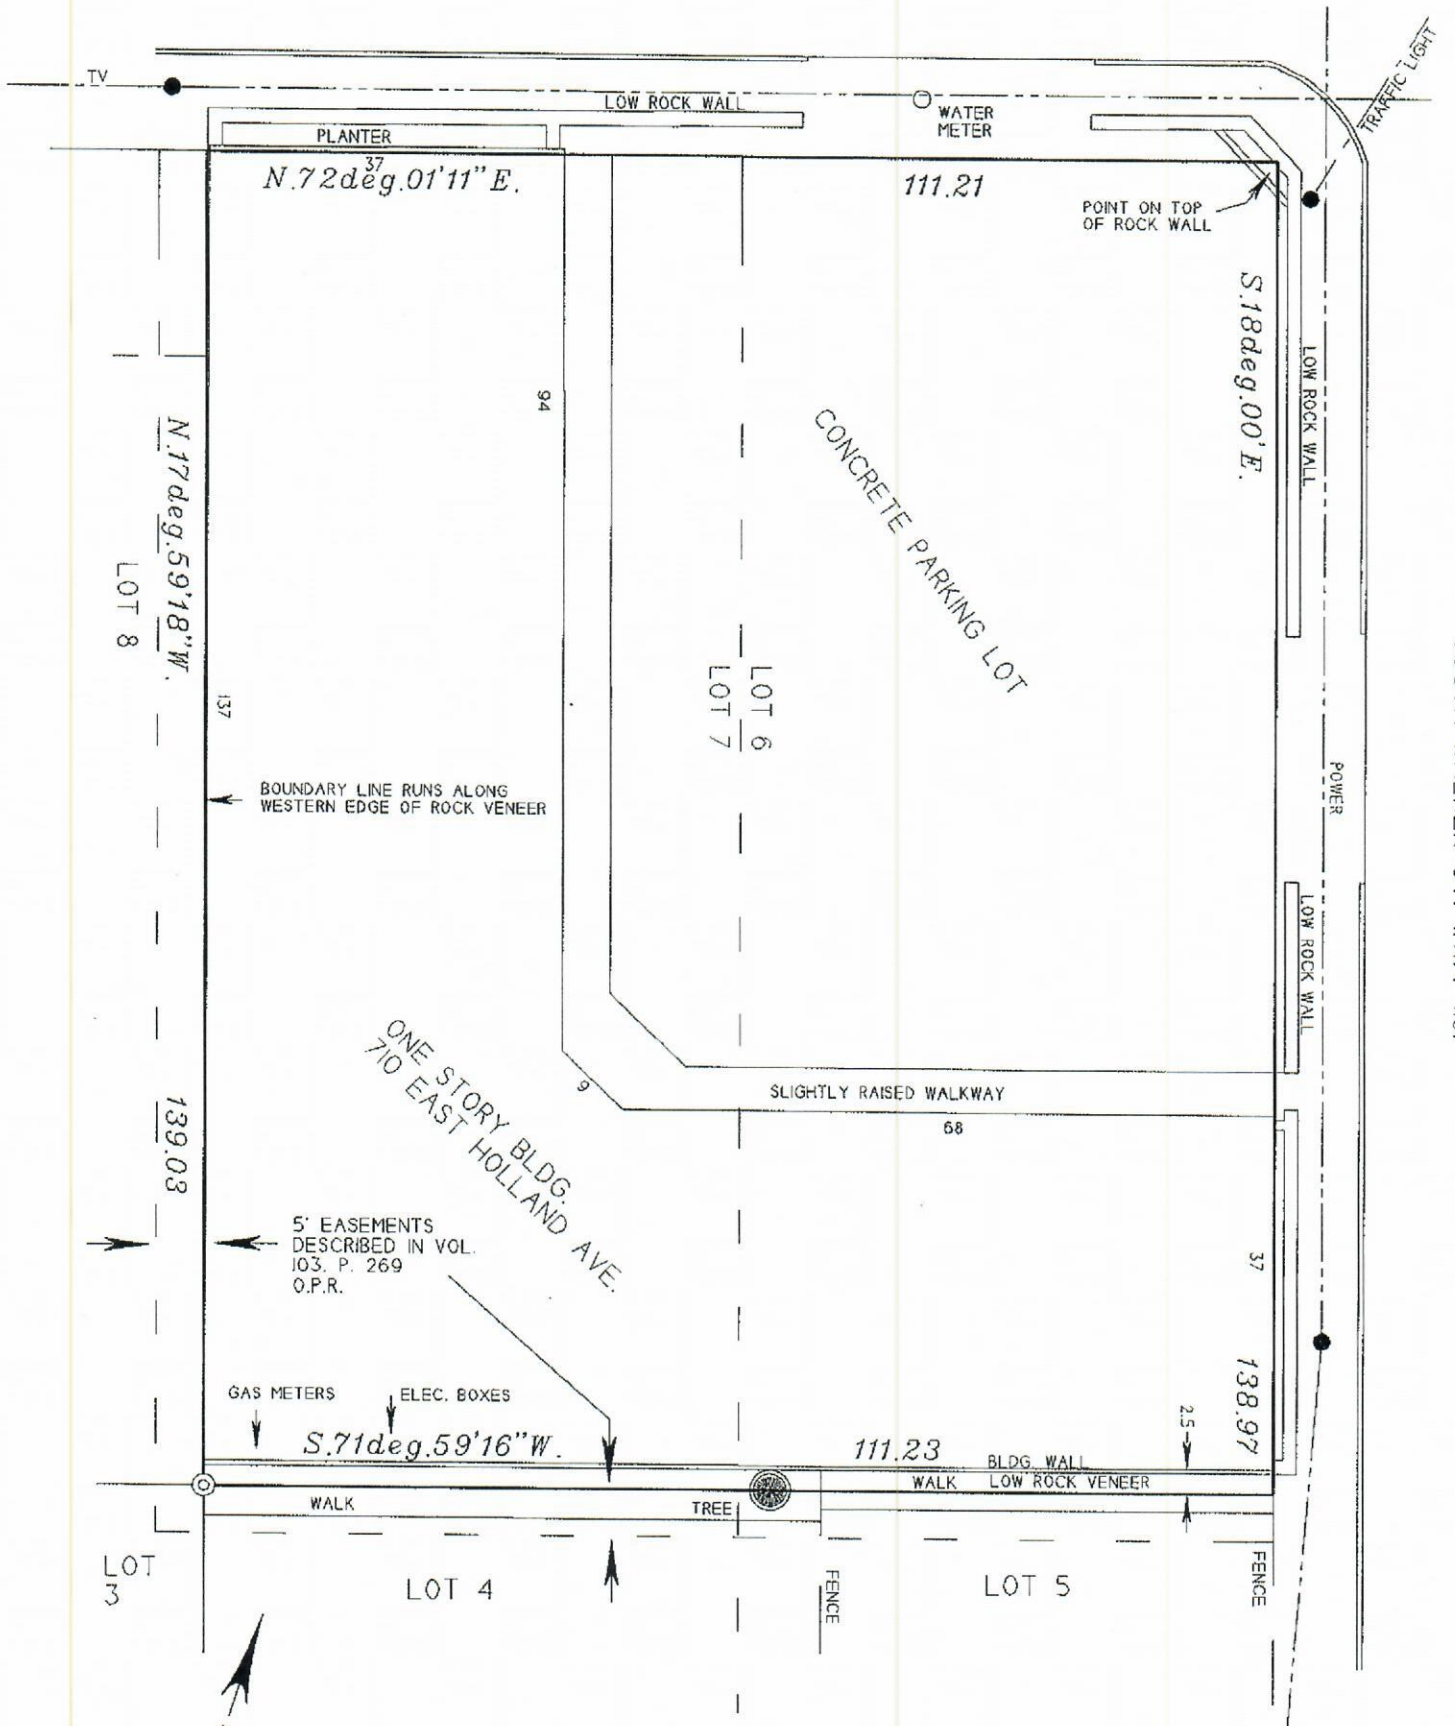 TRAFFIC LIGHT
TV
LOW ROCK WALL
WATER
METER
PLANTER
37
N.72deg.01'11"E.
111.21
POINT ON TOP
OF ROCK WALL
S.18deg.00'E.
LOW ROCK WALL
94
CONCRETE PARKING LOT
N.17deg.59'18"W.
LOT 8
137
LOT 6
LOT 7
POWER
BOUNDARY LINE RUNS ALONG
WESTERN EDGE OF ROCK VENEER
LOW ROCK WALL
ONE STORY BLDG.
710 EAST HOLLAND AVE.
9
SLIGHTLY RAISED WALKWAY
68
139.03
5' EASEMENTS
DESCRIBED IN VOL.
103. P. 269
O.P.R.
37
138.97
GAS METERS
ELEC. BOXES
2.5
S.71deg.59'16"W.
111.23
BLDG. WALL
WALK
LOW ROCK VENEER
WALK
TREE
LOT
3
LOT 4
FENCE
LOT 5
FENCE